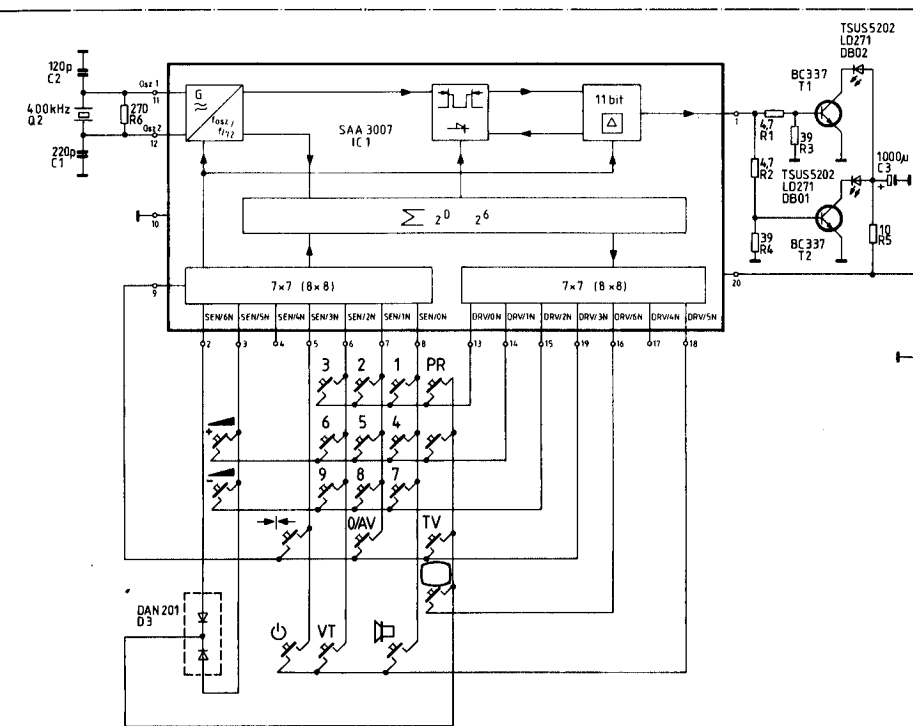 TSUS5202
LD271
DB02
120p
C2
Osz 1
11
G
11 bit
BC337
T1
400kHz
Q2
270
R6
SAA 3007
IC1
fosz/
1
4,7
R1
39
R3
Osz 2
12
220p
C1
4,7
R2
TSUS5202
LD271
DB01
1000µ
C3
+
10
Σ 2⁰ 2⁶
39
R4
BC337
T2
10
R5
9
7×7 (8×8)
7×7 (8×8)
20
SEN/6N
SEN/5N
SEN/4N
SEN/3N
SEN/2N
SEN/1N
SEN/0N
DRV/0N
DRV/1N
DRV/2N
DRV/3N
DRV/6N
DRV/4N
DRV/5N
2
3
4
5
6
7
8
13
14
15
19
16
17
18
3
2
1
PR
+
6
5
4
-
9
8
7
0/AV
TV
DAN 201
D3
VT